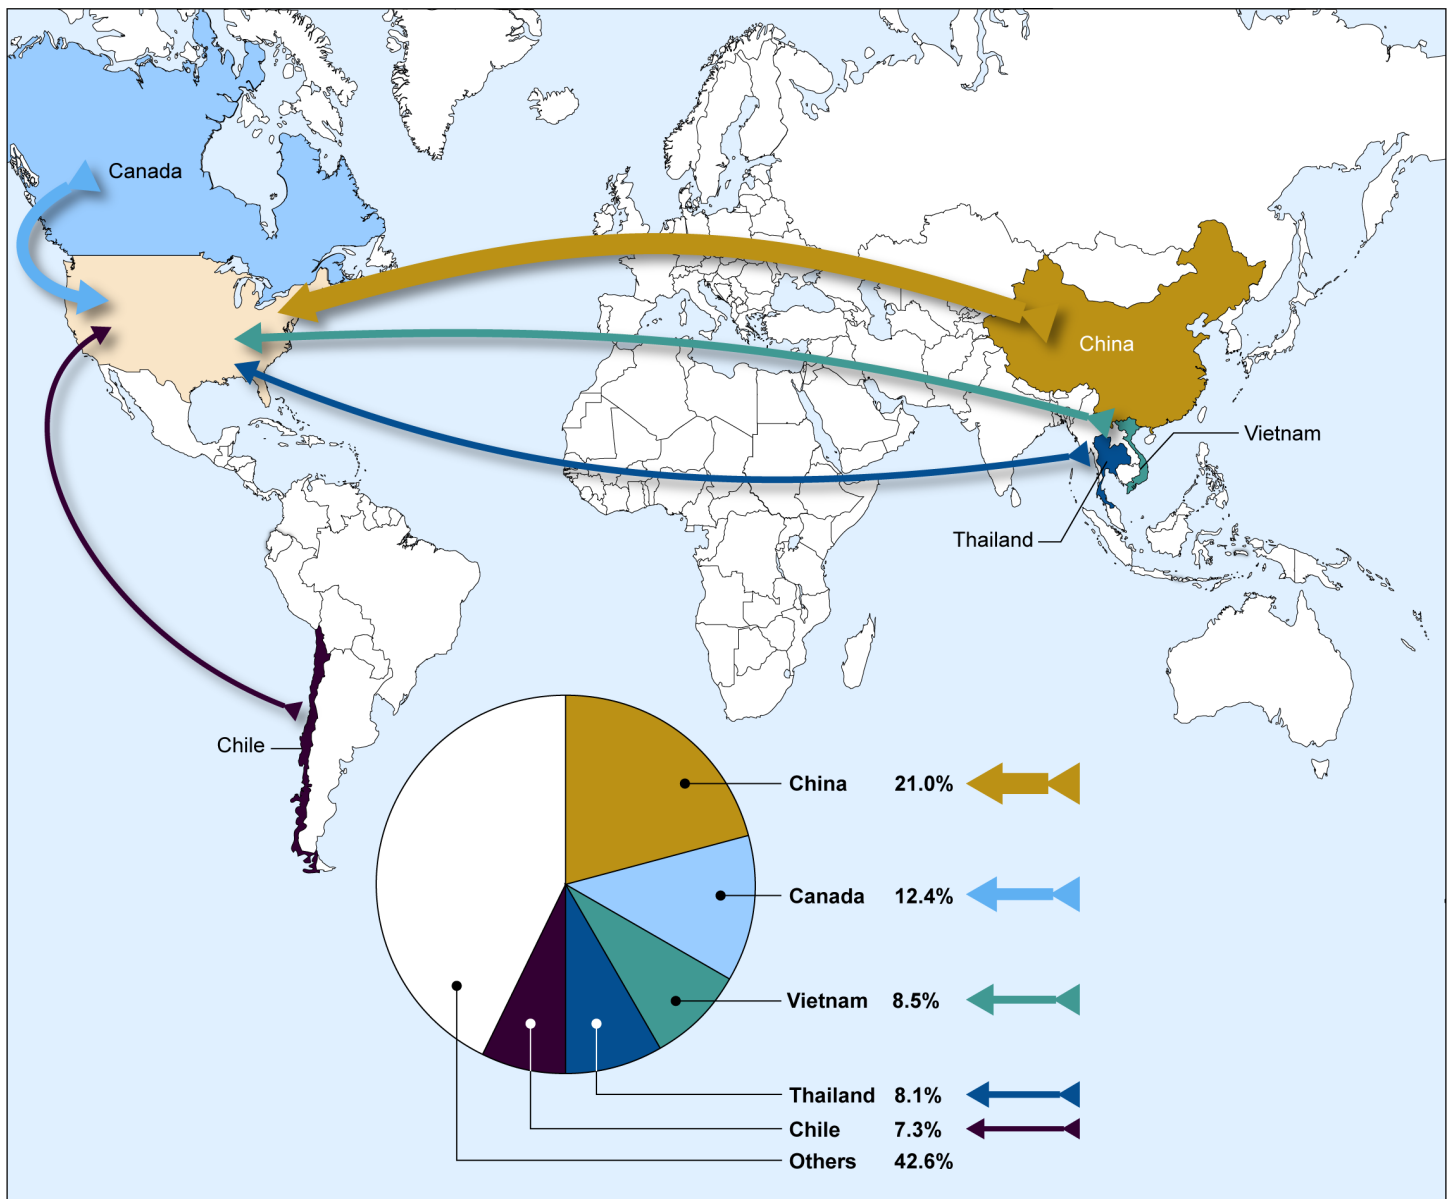 Canada
China
Vietnam
Thailand
Chile
China 21.0%
Canada 12.4%
Vietnam 8.5%
Thailand 8.1%
Chile 7.3%
Others 42.6%